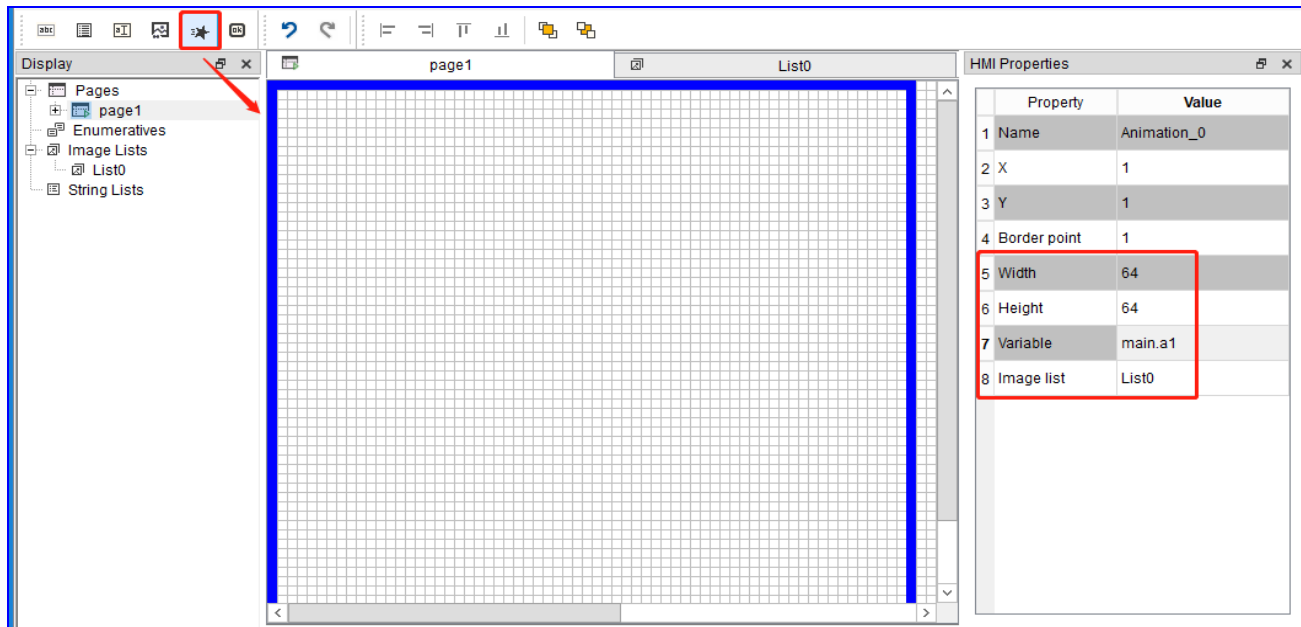 abc
aI
ok
Display
page1
List0
HMI Properties
Pages
page1
Enumeratives
Image Lists
List0
String Lists
Property Value
1 Name Animation_0
2 X 1
3 Y 1
4 Border point 1
5 Width 64
6 Height 64
7 Variable main.a1
8 Image list List0